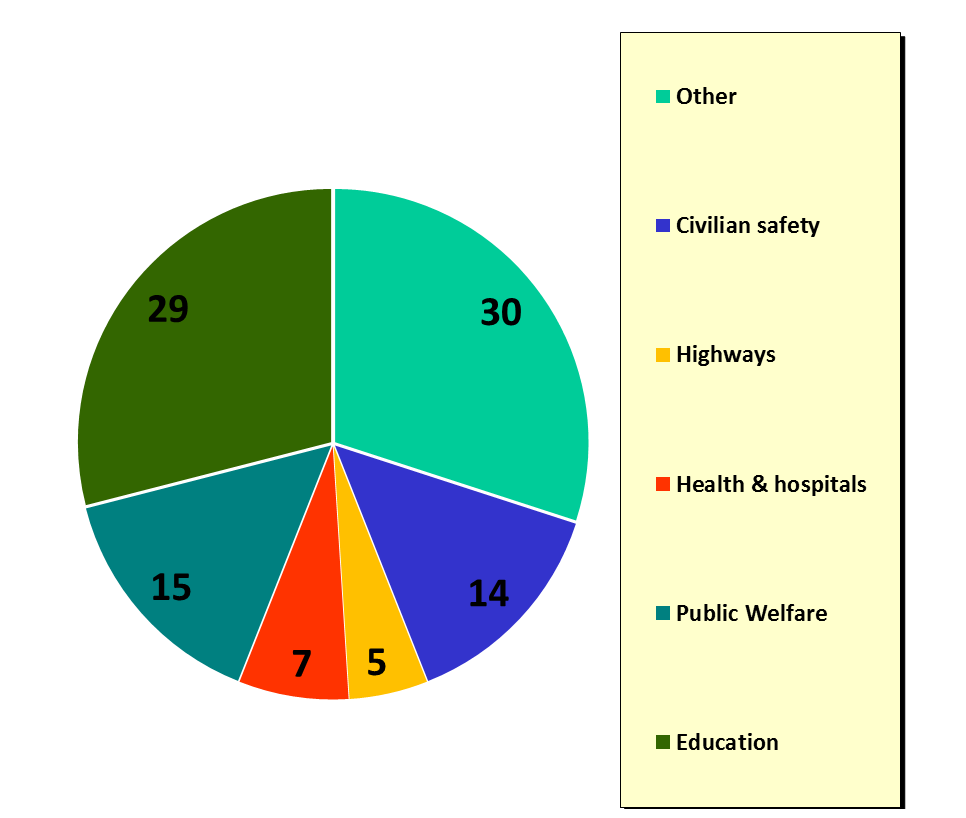 30
14
5
7
15
29
Other
Civilian safety
Highways
Health & hospitals
Public Welfare
Education